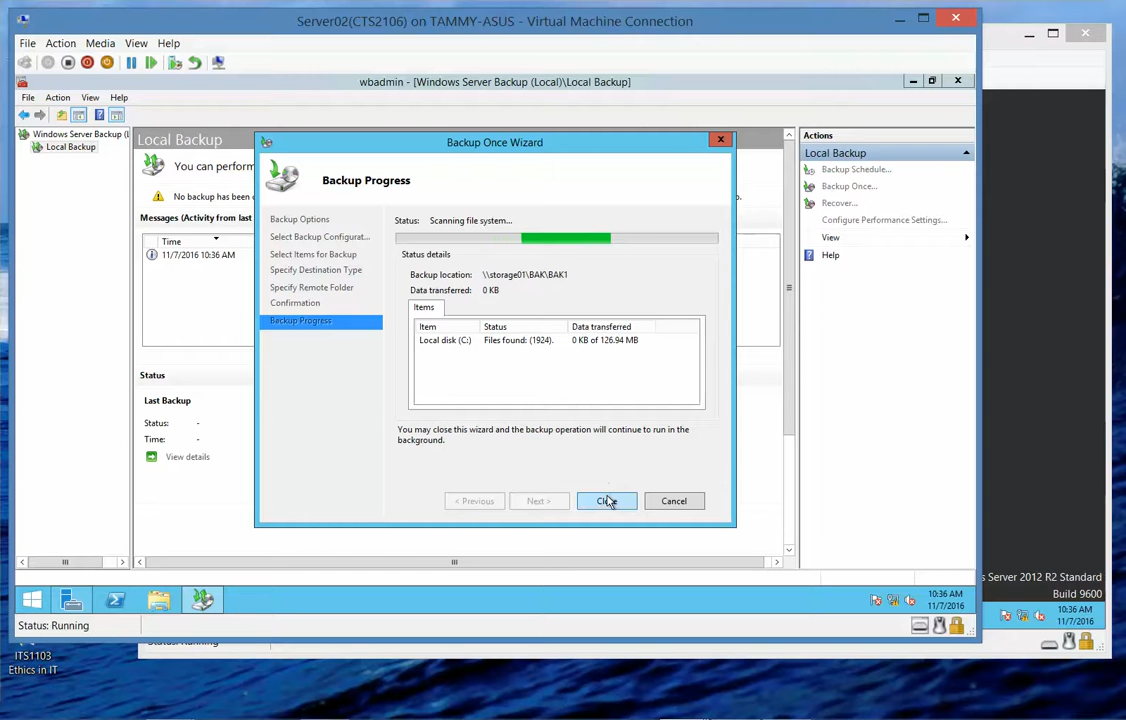 Server02(CTS2106) on TAMMY-ASUS - Virtual Machine Connection
File Action Media View Help
wbadmin - [Windows Server Backup (Local)\Local Backup]
File Action View Help
Windows Server Backup (L
Local Backup
Local Backup
You can perform
No backup has been
Messages (Activity from last
Time
11/7/2016 10:36 AM
Status
Last Backup
Status: -
Time: -
View details
Backup Once Wizard
Backup Progress
Backup Options
Select Backup Configurat...
Select Items for Backup
Specify Destination Type
Specify Remote Folder
Confirmation
Backup Progress
Status: Scanning file system...
Status details
Backup location: \\storage01\BAK\BAK1
Data transferred: 0 KB
Items
Item Status Data transferred
Local disk (C:) Files found: (1924). 0 KB of 126.94 MB
You may close this wizard and the backup operation will continue to run in the
background.
< Previous Next > Cancel
Actions
Local Backup
Backup Schedule...
Backup Once...
Recover...
Configure Performance Settings...
View
Help
10:36 AM
11/7/2016
Status: Running
s Server 2012 R2 Standard
Build 9600
10:36 AM
11/7/2016
ITS1103
Ethics in IT